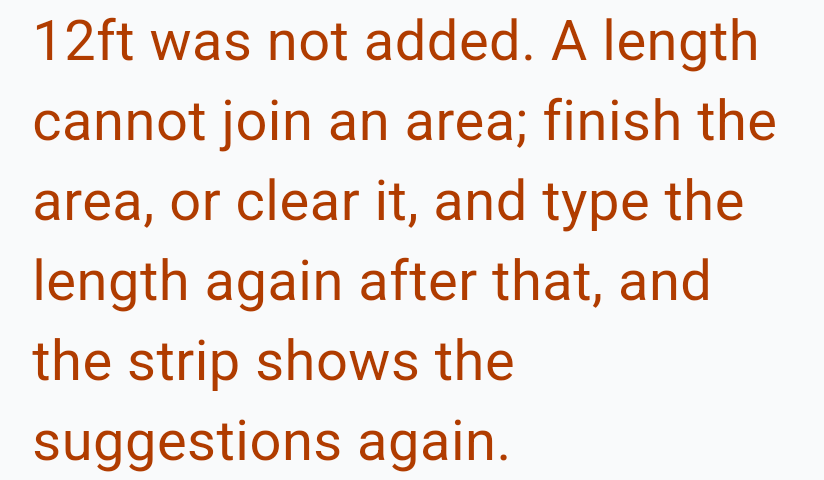 12ft was not added. A length
cannot join an area; finish the
area, or clear it, and type the
length again after that, and
the strip shows the
suggestions again.